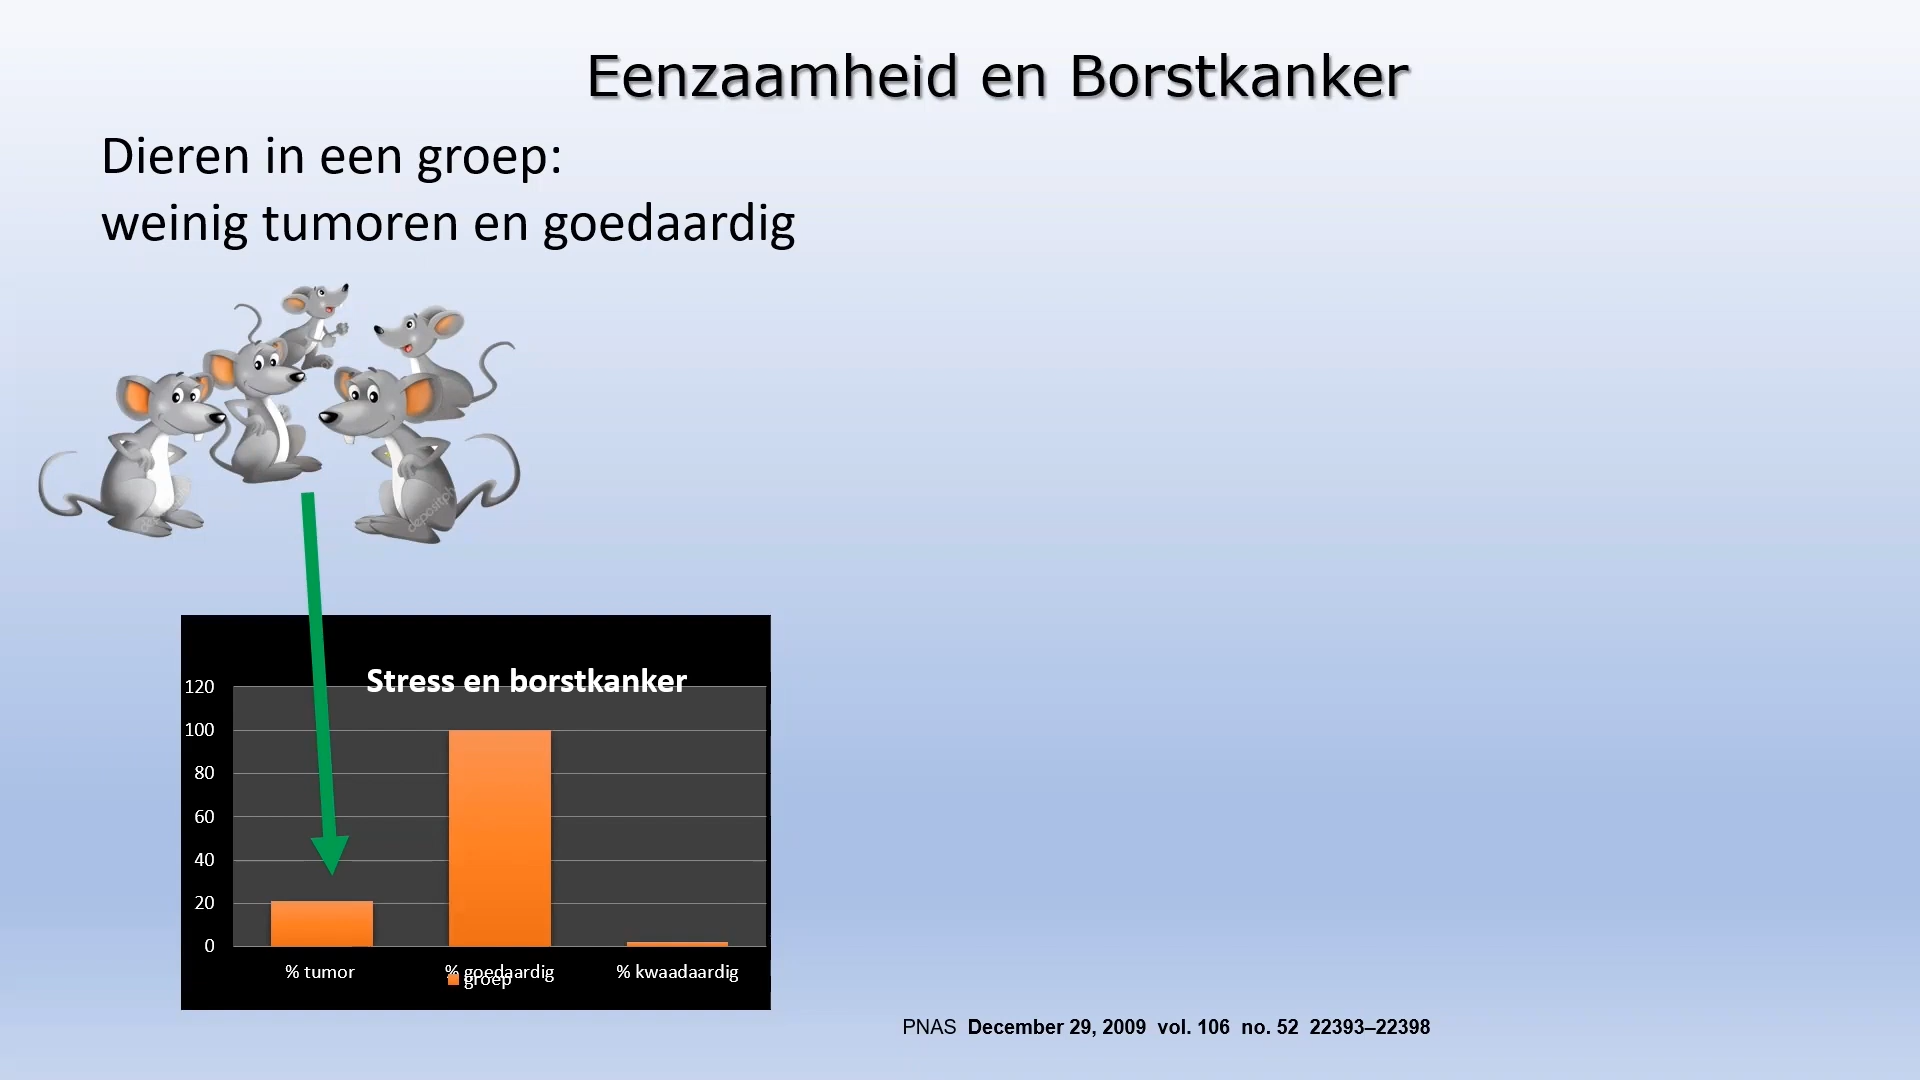 Eenzaamheid en Borstkanker
Dieren in een groep:
weinig tumoren en goedaardig
Stress en borstkanker
120
100
80
60
40
20
0
% tumor % goedaardig % kwaadaardig
groep
PNAS December 29, 2009 vol. 106 no. 52 22393–22398